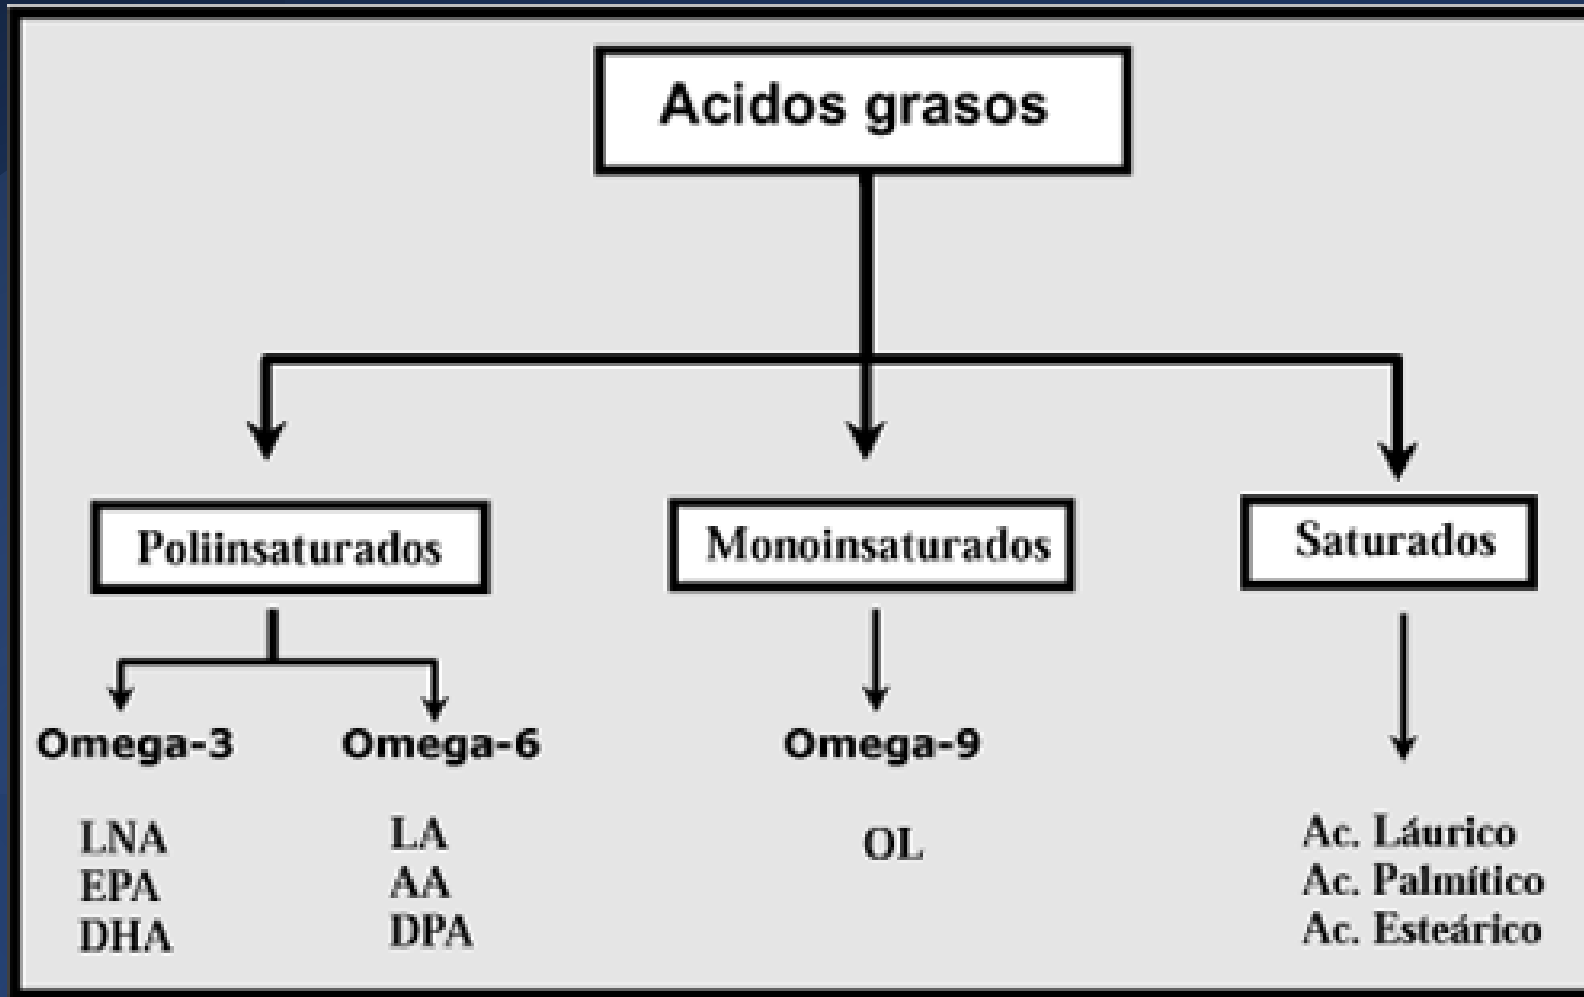 Acidos grasos
Poliinsaturados
Monoinsaturados
Saturados
Omega-3
Omega-6
Omega-9
LNA
EPA
DHA
LA
AA
DPA
OL
Ac. Láurico
Ac. Palmítico
Ac. Esteárico